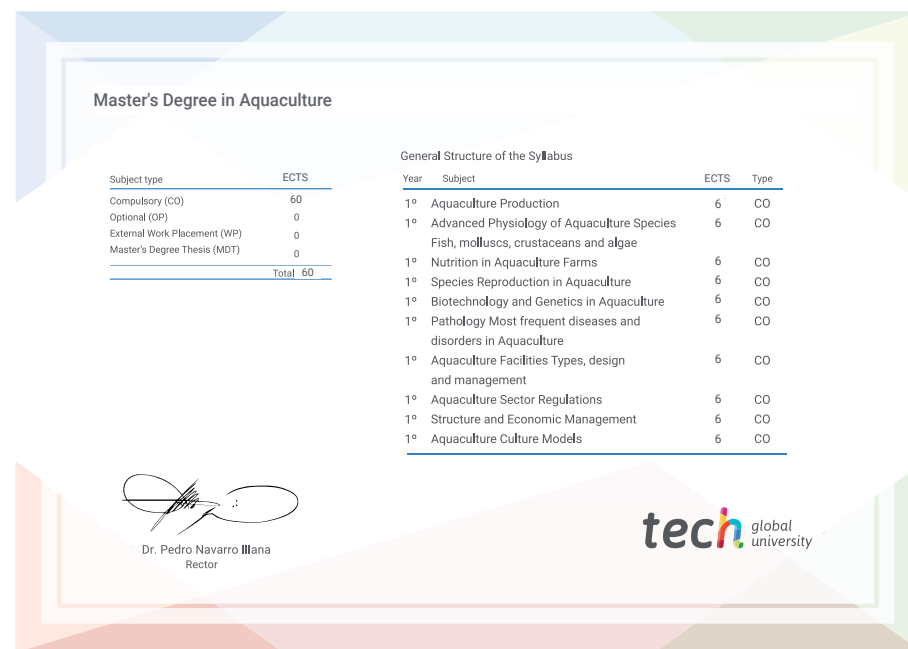 Master's Degree in Aquaculture
Subject type ECTS
Compulsory (CO) 60
Optional (OP) 0
External Work Placement (WP) 0
Master's Degree Thesis (MDT) 0
Total 60
General Structure of the Syllabus
Year Subject ECTS Type
1º Aquaculture Production 6 CO
1º Advanced Physiology of Aquaculture Species 6 CO
Fish, molluscs, crustaceans and algae
1º Nutrition in Aquaculture Farms 6 CO
1º Species Reproduction in Aquaculture 6 CO
1º Biotechnology and Genetics in Aquaculture 6 CO
1º Pathology Most frequent diseases and 6 CO
disorders in Aquaculture
1º Aquaculture Facilities Types, design 6 CO
and management
1º Aquaculture Sector Regulations 6 CO
1º Structure and Economic Management 6 CO
1º Aquaculture Culture Models 6 CO
Dr. Pedro Navarro Illana
Rector
tech global
university